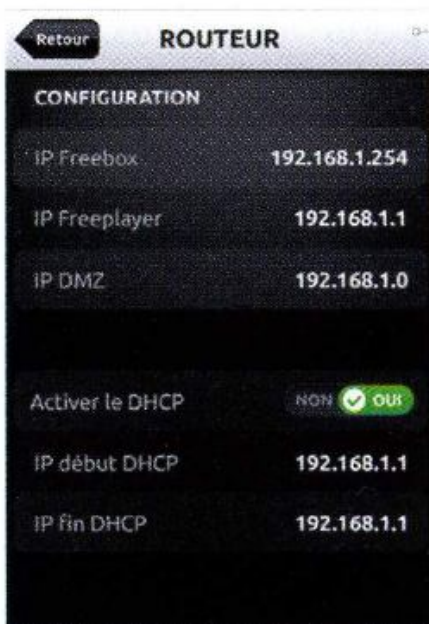 Retour ROUTEUR
CONFIGURATION
IP Freebox 192.168.1.254
IP Freeplayer 192.168.1.1
IP DMZ 192.168.1.0
Activer le DHCP NON OUI
IP début DHCP 192.168.1.1
IP fin DHCP 192.168.1.1